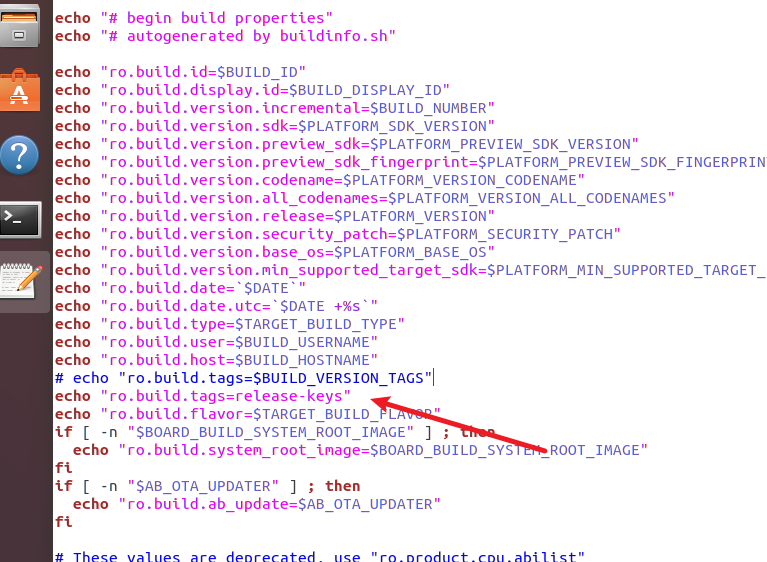 echo "# begin build properties"
echo "# autogenerated by buildinfo.sh"
echo "ro.build.id=$BUILD_ID"
echo "ro.build.display.id=$BUILD_DISPLAY_ID"
echo "ro.build.version.incremental=$BUILD_NUMBER"
echo "ro.build.version.sdk=$PLATFORM_SDK_VERSION"
echo "ro.build.version.preview_sdk=$PLATFORM_PREVIEW_SDK_VERSION"
echo "ro.build.version.preview_sdk_fingerprint=$PLATFORM_PREVIEW_SDK_FINGERPRIN
echo "ro.build.version.codename=$PLATFORM_VERSION_CODENAME"
echo "ro.build.version.all_codenames=$PLATFORM_VERSION_ALL_CODENAMES"
echo "ro.build.version.release=$PLATFORM_VERSION"
echo "ro.build.version.security_patch=$PLATFORM_SECURITY_PATCH"
echo "ro.build.version.base_os=$PLATFORM_BASE_OS"
echo "ro.build.version.min_supported_target_sdk=$PLATFORM_MIN_SUPPORTED_TARGET_
echo "ro.build.date=`$DATE`"
echo "ro.build.date.utc=`$DATE +%s`"
echo "ro.build.type=$TARGET_BUILD_TYPE"
echo "ro.build.user=$BUILD_USERNAME"
echo "ro.build.host=$BUILD_HOSTNAME"
# echo "ro.build.tags=$BUILD_VERSION_TAGS"
echo "ro.build.tags=release-keys"
echo "ro.build.flavor=$TARGET_BUILD_FLAVOR"
if [ -n "$BOARD_BUILD_SYSTEM_ROOT_IMAGE" ] ; then
  echo "ro.build.system_root_image=$BOARD_BUILD_SYSTEM_ROOT_IMAGE"
fi
if [ -n "$AB_OTA_UPDATER" ] ; then
  echo "ro.build.ab_update=$AB_OTA_UPDATER"
fi
# These values are deprecated, use "ro.product.cpu.abilist"